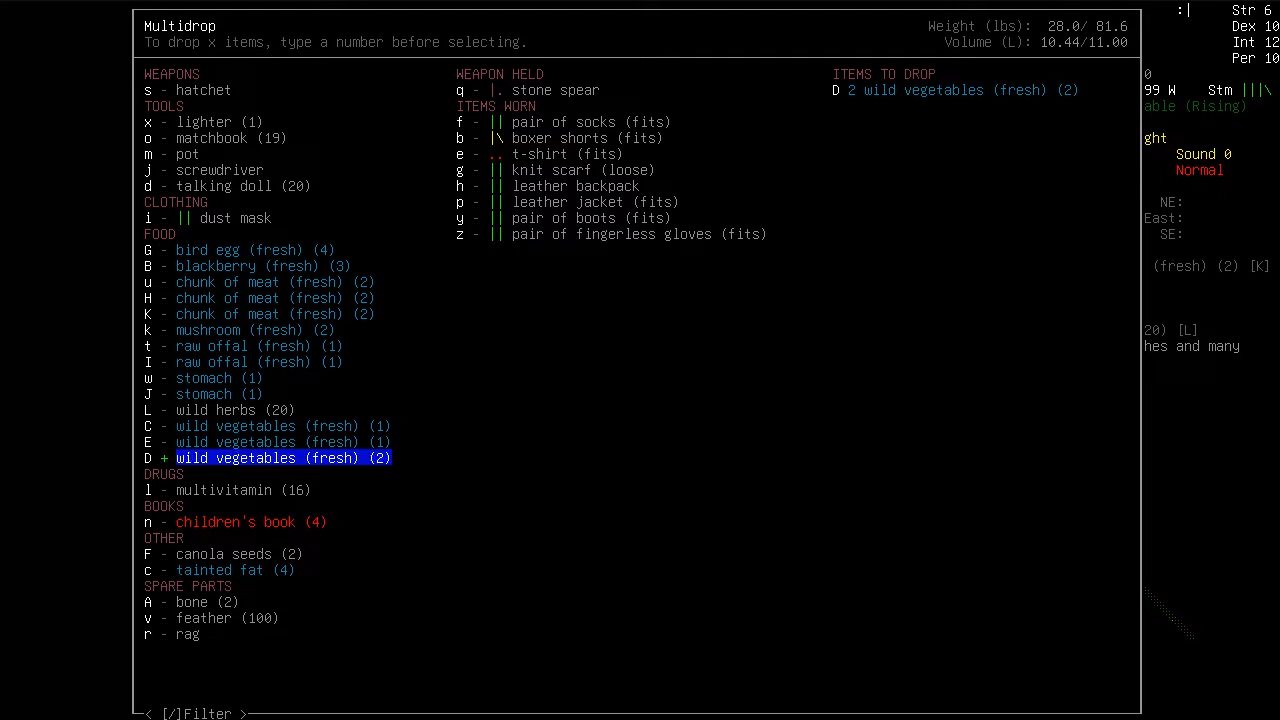 Multidrop Weight (lbs): 28.0/ 81.6
To drop x items, type a number before selecting. Volume (L): 10.44/11.00
WEAPONS
s - hatchet
TOOLS
x - lighter (1)
o - matchbook (19)
m - pot
j - screwdriver
d - talking doll (20)
CLOTHING
i - || dust mask
FOOD
G - bird egg (fresh) (4)
B - blackberry (fresh) (3)
u - chunk of meat (fresh) (2)
H - chunk of meat (fresh) (2)
K - chunk of meat (fresh) (2)
k - mushroom (fresh) (2)
t - raw offal (fresh) (1)
I - raw offal (fresh) (1)
w - stomach (1)
J - stomach (1)
L - wild herbs (20)
C - wild vegetables (fresh) (1)
E - wild vegetables (fresh) (1)
D + wild vegetables (fresh) (2)
DRUGS
l - multivitamin (16)
BOOKS
n - children's book (4)
OTHER
F - canola seeds (2)
c - tainted fat (4)
SPARE PARTS
A - bone (2)
v - feather (100)
r - rag
WEAPON HELD
q - |. stone spear
ITEMS WORN
f - || pair of socks (fits)
b - |\ boxer shorts (fits)
e - .. t-shirt (fits)
g - || knit scarf (loose)
h - || leather backpack
p - || leather jacket (fits)
y - || pair of boots (fits)
z - || pair of fingerless gloves (fits)
ITEMS TO DROP
D 2 wild vegetables (fresh) (2)
< [/]Filter >
:| Str 6
Dex 10
Int 12
Per 10
0
99 W Stm |||\
able (Rising)
ght
Sound 0
Normal
NE:
East:
SE:
(fresh) (2) [K]
20) [L]
hes and many